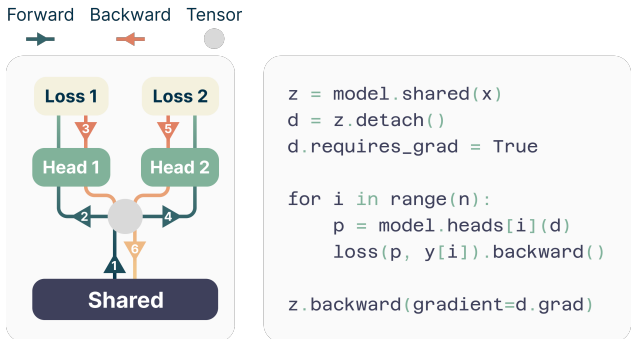 Forward Backward Tensor
Loss 1 Loss 2
3 5
Head 1 Head 2
2 4
6
1
Shared
z = model.shared(x)
d = z.detach()
d.requires_grad = True
for i in range(n):
    p = model.heads[i](d)
    loss(p, y[i]).backward()
z.backward(gradient=d.grad)